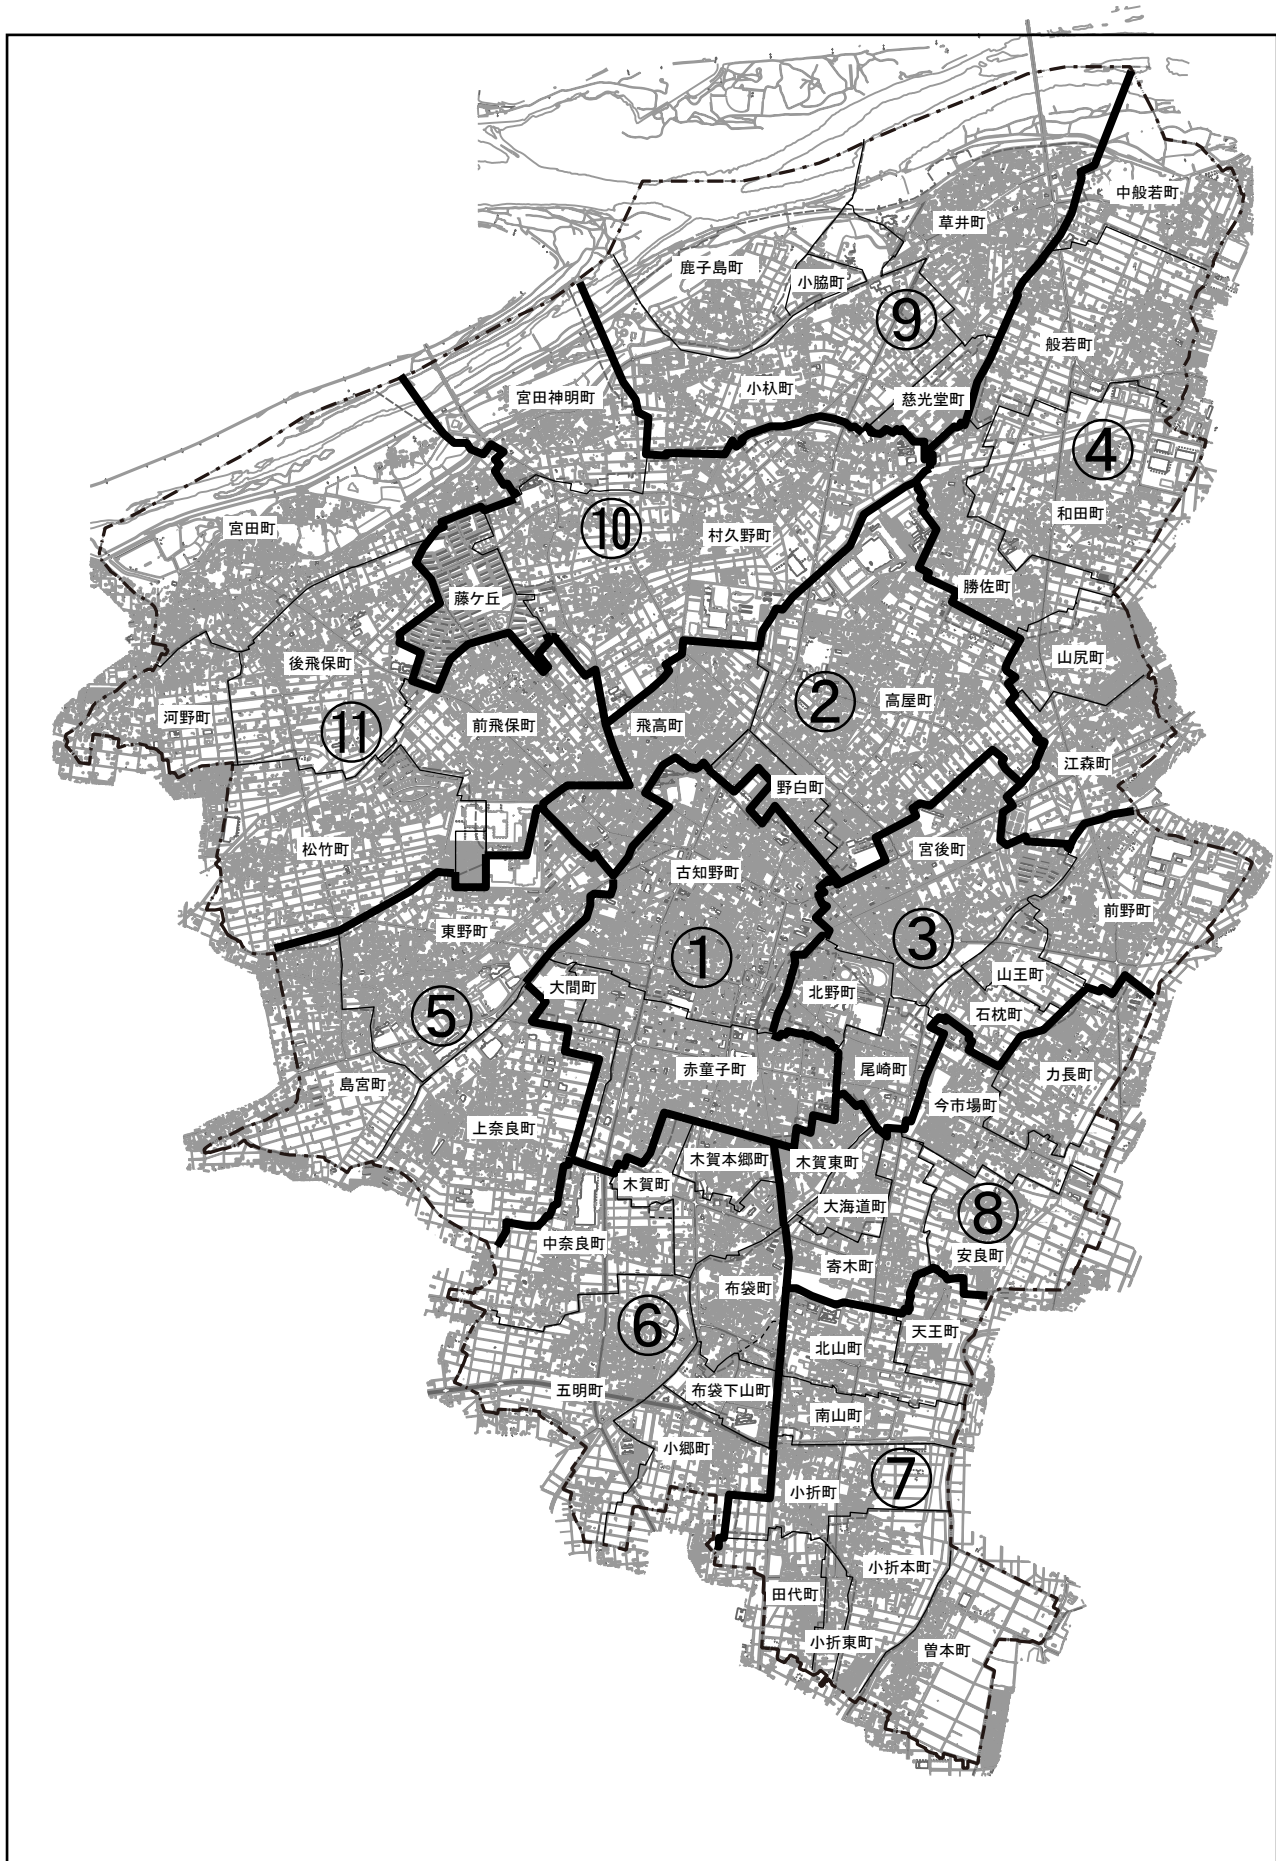 中般若町
草井町
鹿子島町
小脇町
⑨
般若町
宮田神明町
小杁町
慈光堂町
④
宮田町
⑩
村久野町
和田町
勝佐町
藤ケ丘
後飛保町
山尻町
河野町
⑪
前飛保町
飛高町
②
高屋町
江森町
野白町
松竹町
宮後町
古知野町
東野町
前野町
①
③
山王町
大間町
北野町
石枕町
⑤
島宮町
赤童子町
尾崎町
力長町
今市場町
上奈良町
木賀本郷町
木賀東町
木賀町
大海道町
⑧
中奈良町
安良町
寄木町
布袋町
⑥
天王町
北山町
五明町
布袋下山町
南山町
小郷町
⑦
小折町
小折本町
田代町
小折東町
曽本町